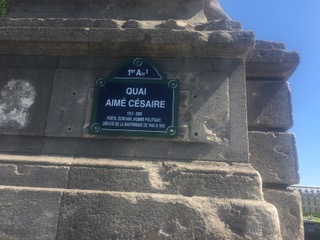 1er Arrt
QUAI
AIMÉ CÉSAIRE
1913 - 2008
POÈTE, ÉCRIVAIN, HOMME POLITIQUE,
DÉPUTÉ DE LA MARTINIQUE DE 1945 À 1993